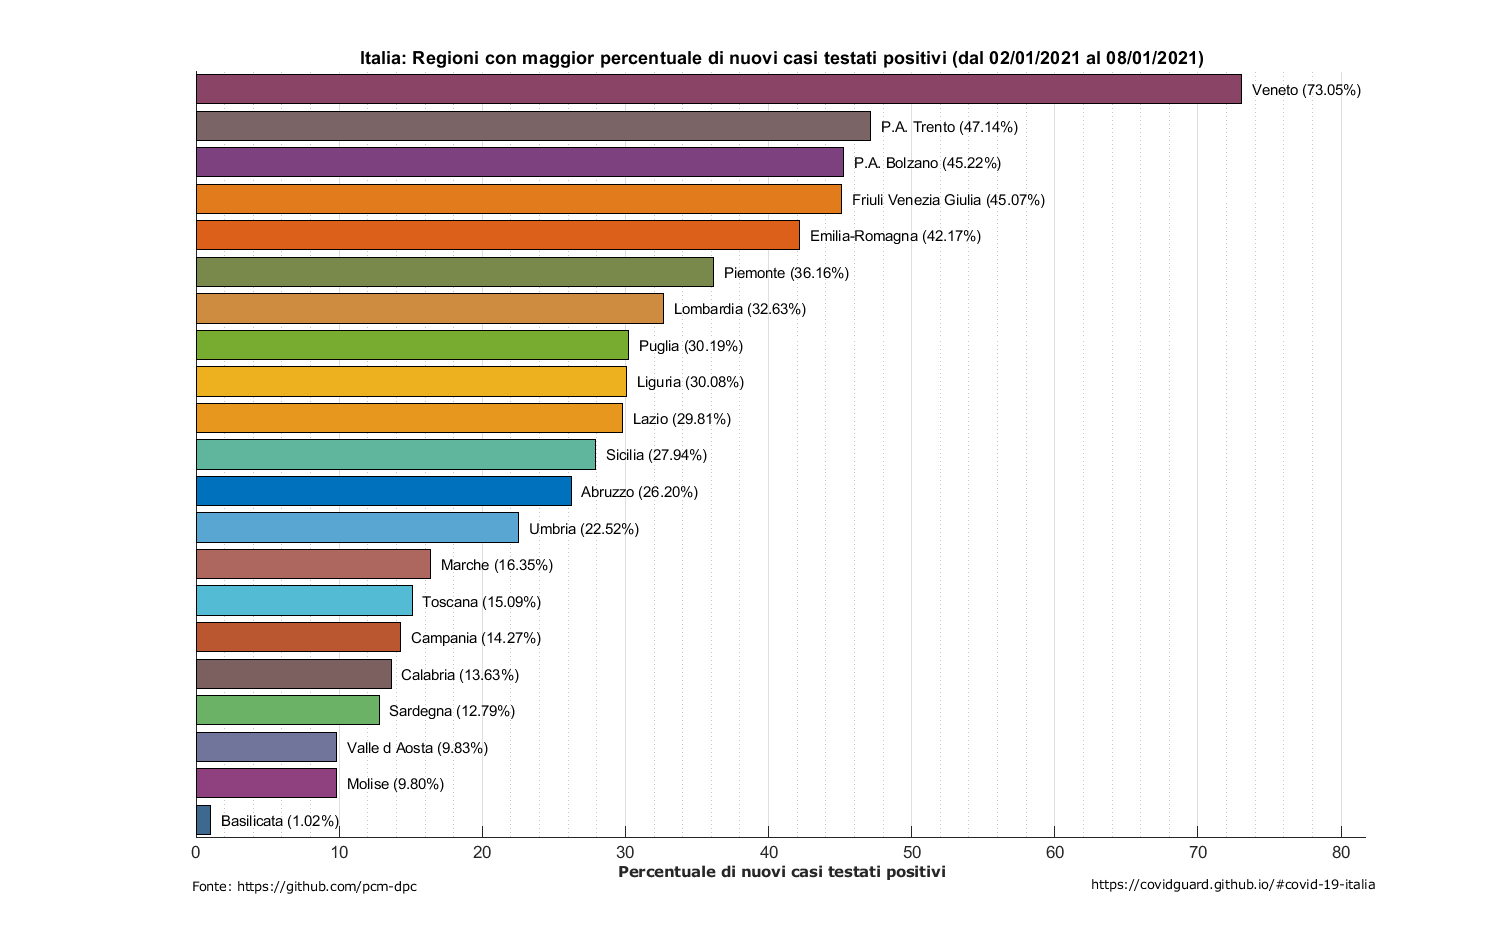 Italia: Regioni con maggior percentuale di nuovi casi testati positivi (dal 02/01/2021 al 08/01/2021)
Veneto (73.05%)
P.A. Trento (47.14%)
P.A. Bolzano (45.22%)
Friuli Venezia Giulia (45.07%)
Emilia-Romagna (42.17%)
Piemonte (36.16%)
Lombardia (32.63%)
Puglia (30.19%)
Liguria (30.08%)
Lazio (29.81%)
Sicilia (27.94%)
Abruzzo (26.20%)
Umbria (22.52%)
Marche (16.35%)
Toscana (15.09%)
Campania (14.27%)
Calabria (13.63%)
Sardegna (12.79%)
Valle d Aosta (9.83%)
Molise (9.80%)
Basilicata (1.02%)
0 10 20 30 40 50 60 70 80
Percentuale di nuovi casi testati positivi
Fonte: https://github.com/pcm-dpc
https://covidguard.github.io/#covid-19-italia